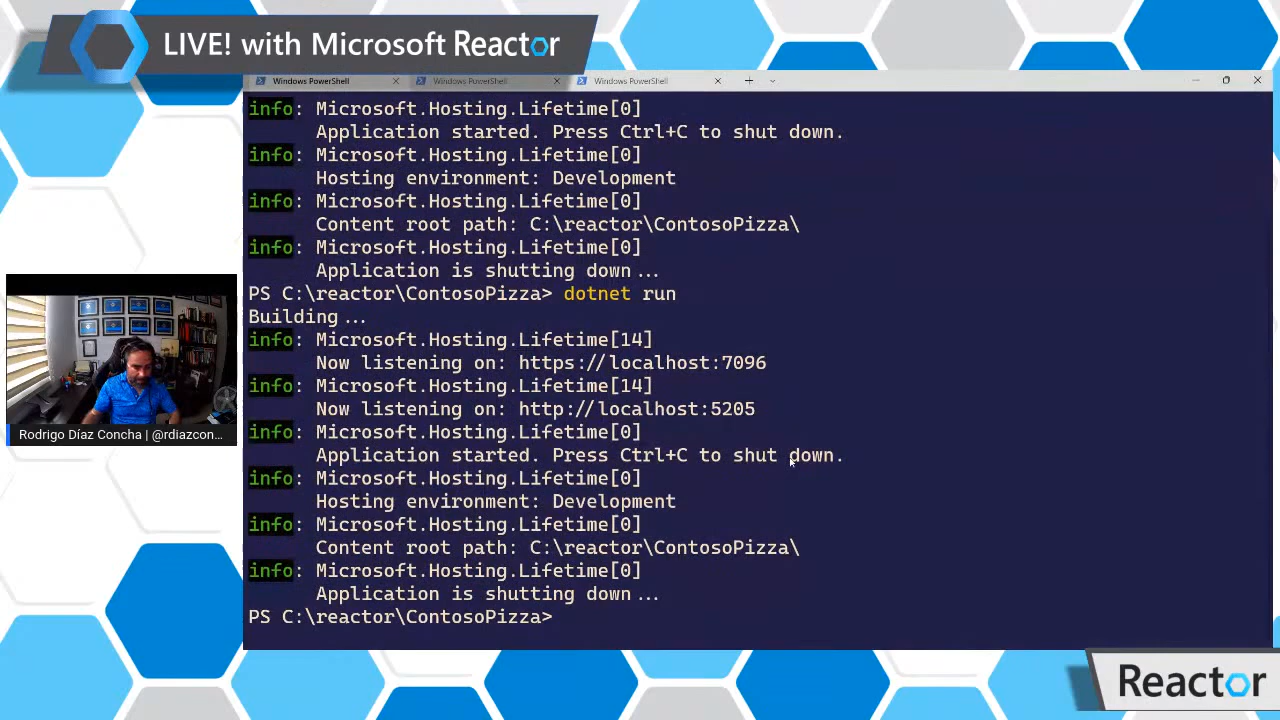 LIVE! with Microsoft Reactor
Windows PowerShell
Windows PowerShell
Windows PowerShell
info: Microsoft.Hosting.Lifetime[0]
Application started. Press Ctrl+C to shut down.
info: Microsoft.Hosting.Lifetime[0]
Hosting environment: Development
info: Microsoft.Hosting.Lifetime[0]
Content root path: C:\reactor\ContosoPizza\
info: Microsoft.Hosting.Lifetime[0]
Application is shutting down...
PS C:\reactor\ContosoPizza> dotnet run
Building...
info: Microsoft.Hosting.Lifetime[14]
Now listening on: https://localhost:7096
info: Microsoft.Hosting.Lifetime[14]
Now listening on: http://localhost:5205
info: Microsoft.Hosting.Lifetime[0]
Application started. Press Ctrl+C to shut down.
info: Microsoft.Hosting.Lifetime[0]
Hosting environment: Development
info: Microsoft.Hosting.Lifetime[0]
Content root path: C:\reactor\ContosoPizza\
info: Microsoft.Hosting.Lifetime[0]
Application is shutting down...
PS C:\reactor\ContosoPizza>
Rodrigo Díaz Concha | @rdiazcon...
Reactor